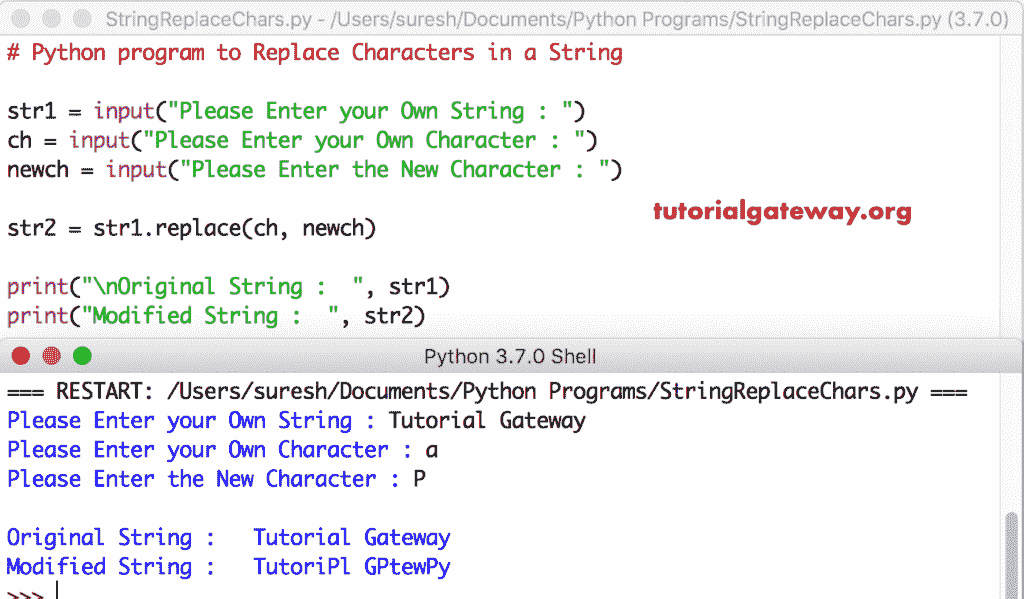 StringReplaceChars.py - /Users/suresh/Documents/Python Programs/StringReplaceChars.py (3.7.0)
# Python program to Replace Characters in a String
str1 = input("Please Enter your Own String : ")
ch = input("Please Enter your Own Character : ")
newch = input("Please Enter the New Character : ")
tutorialgateway.org
str2 = str1.replace(ch, newch)
print("\nOriginal String :  ", str1)
print("Modified String :  ", str2)
Python 3.7.0 Shell
=== RESTART: /Users/suresh/Documents/Python Programs/StringReplaceChars.py ===
Please Enter your Own String : Tutorial Gateway
Please Enter your Own Character : a
Please Enter the New Character : P
Original String :   Tutorial Gateway
Modified String :   TutoriPl GPtewPy
>>>